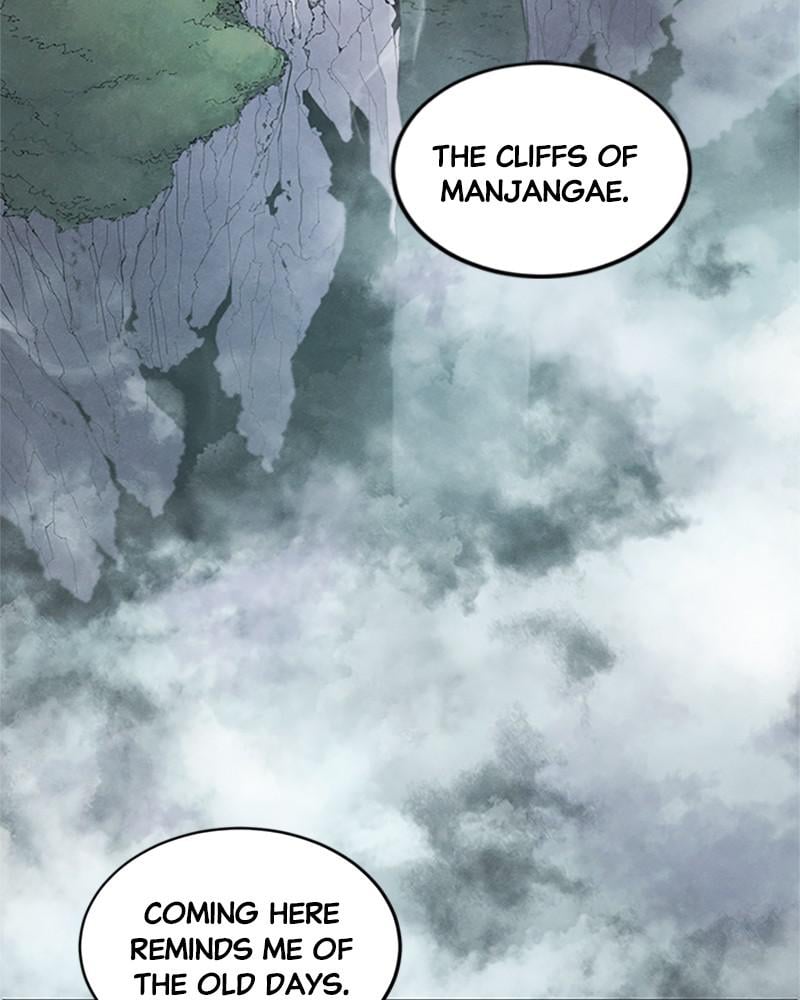 THE CLIFFS OF
MANJANGAE.
COMING HERE
REMINDS ME OF
THE OLD DAYS.